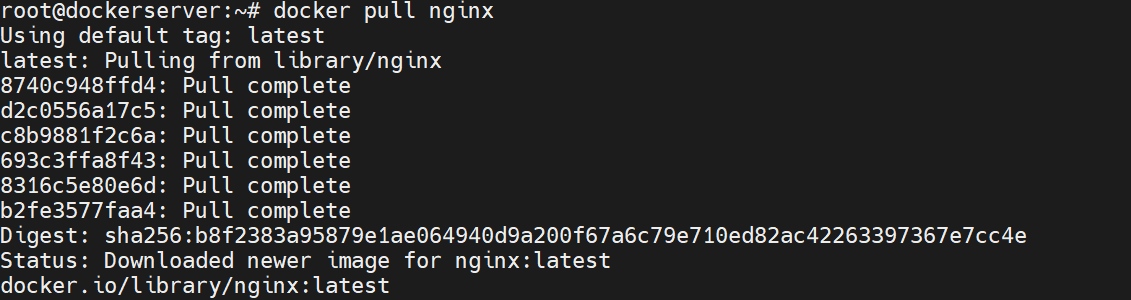 root@dockerserver:~# docker pull nginx
Using default tag: latest
latest: Pulling from library/nginx
8740c948ffd4: Pull complete
d2c0556a17c5: Pull complete
c8b9881f2c6a: Pull complete
693c3ffa8f43: Pull complete
8316c5e80e6d: Pull complete
b2fe3577faa4: Pull complete
Digest: sha256:b8f2383a95879e1ae064940d9a200f67a6c79e710ed82ac42263397367e7cc4e
Status: Downloaded newer image for nginx:latest
docker.io/library/nginx:latest